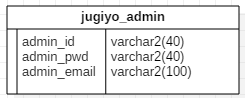 jugiyo_admin
admin_id varchar2(40)
admin_pwd varchar2(40)
admin_email varchar2(100)